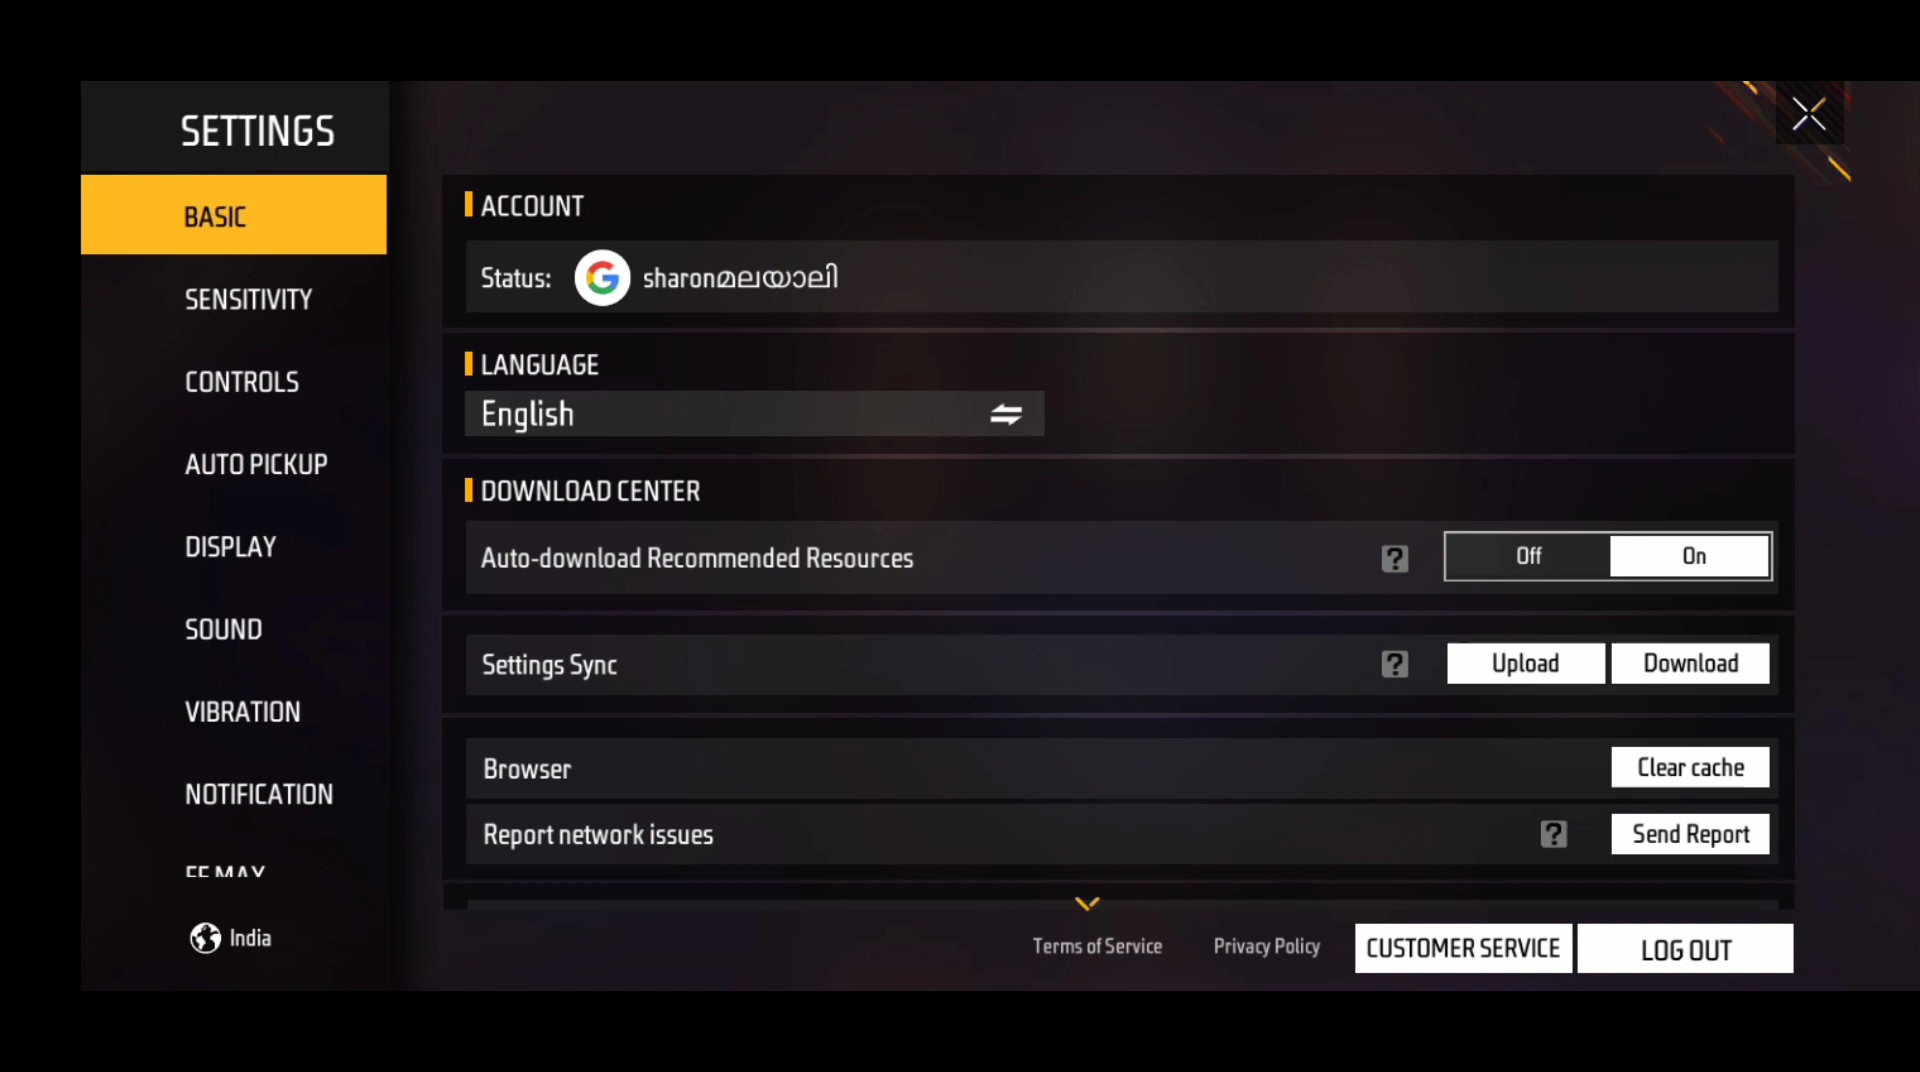 SETTINGS
BASIC
SENSITIVITY
CONTROLS
AUTO PICKUP
DISPLAY
SOUND
VIBRATION
NOTIFICATION
FF MAX
India
ACCOUNT
Status: sharonമലയാലി
LANGUAGE
English
DOWNLOAD CENTER
Auto-download Recommended Resources ? Off On
Settings Sync ? Upload Download
Browser Clear cache
Report network issues ? Send Report
Terms of Service Privacy Policy CUSTOMER SERVICE LOG OUT